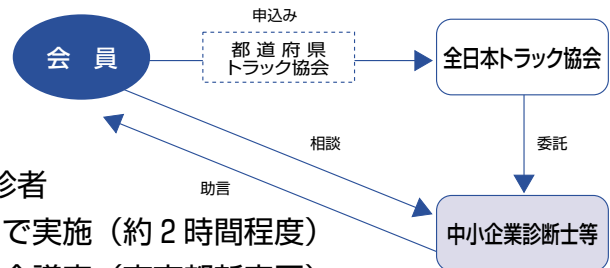 申込み
会員
都道府県
トラック協会
全日本トラック協会
相談
委託
助言
診者
で実施（約2時間程度）
中小企業診断士等